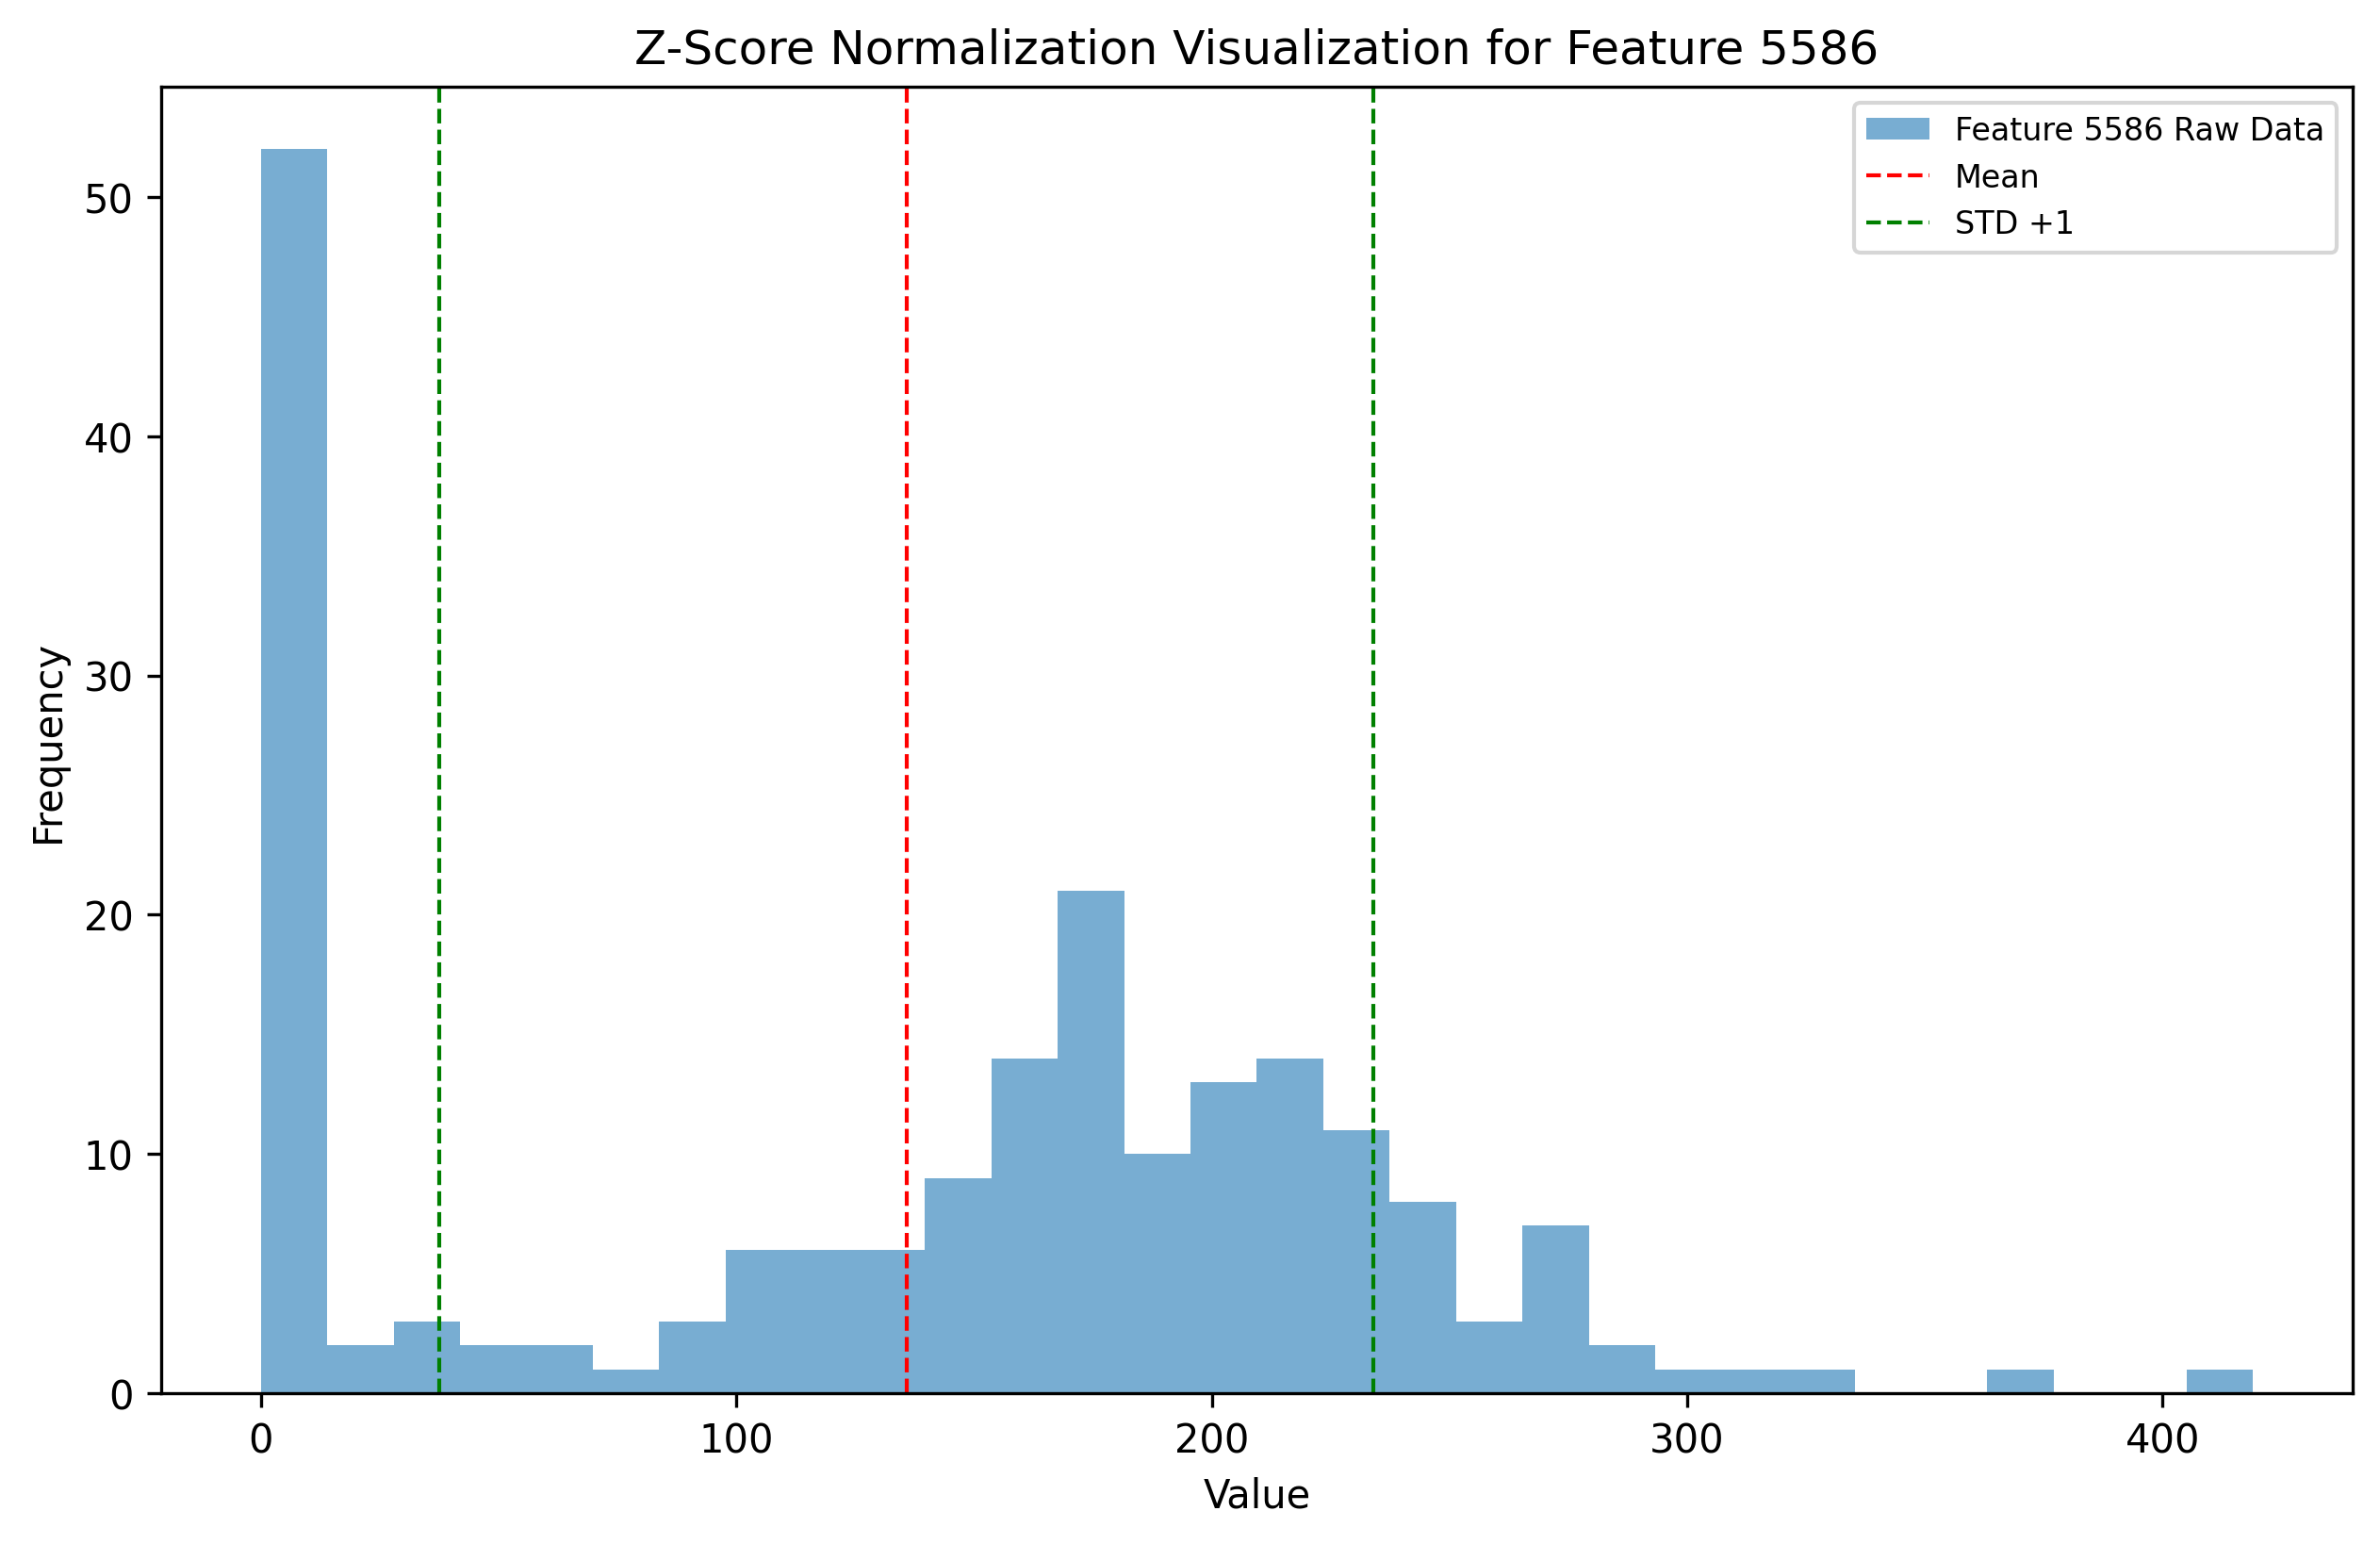 Z-Score Normalization Visualization for Feature 5586
Feature 5586 Raw Data
Mean
STD +1
50
40
30
20
10
0
Frequency
0 100 200 300 400
Value